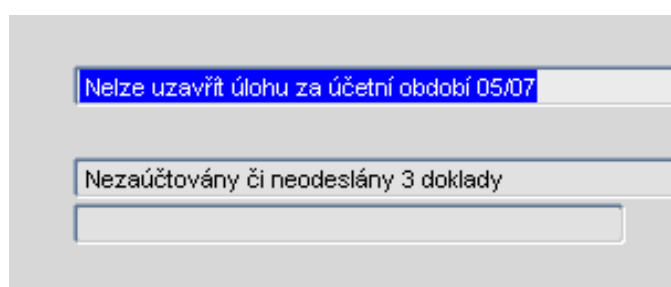 Nelze uzavřít úlohu za účetní období 05/07
Nezaúčtovány či neodeslány 3 doklady